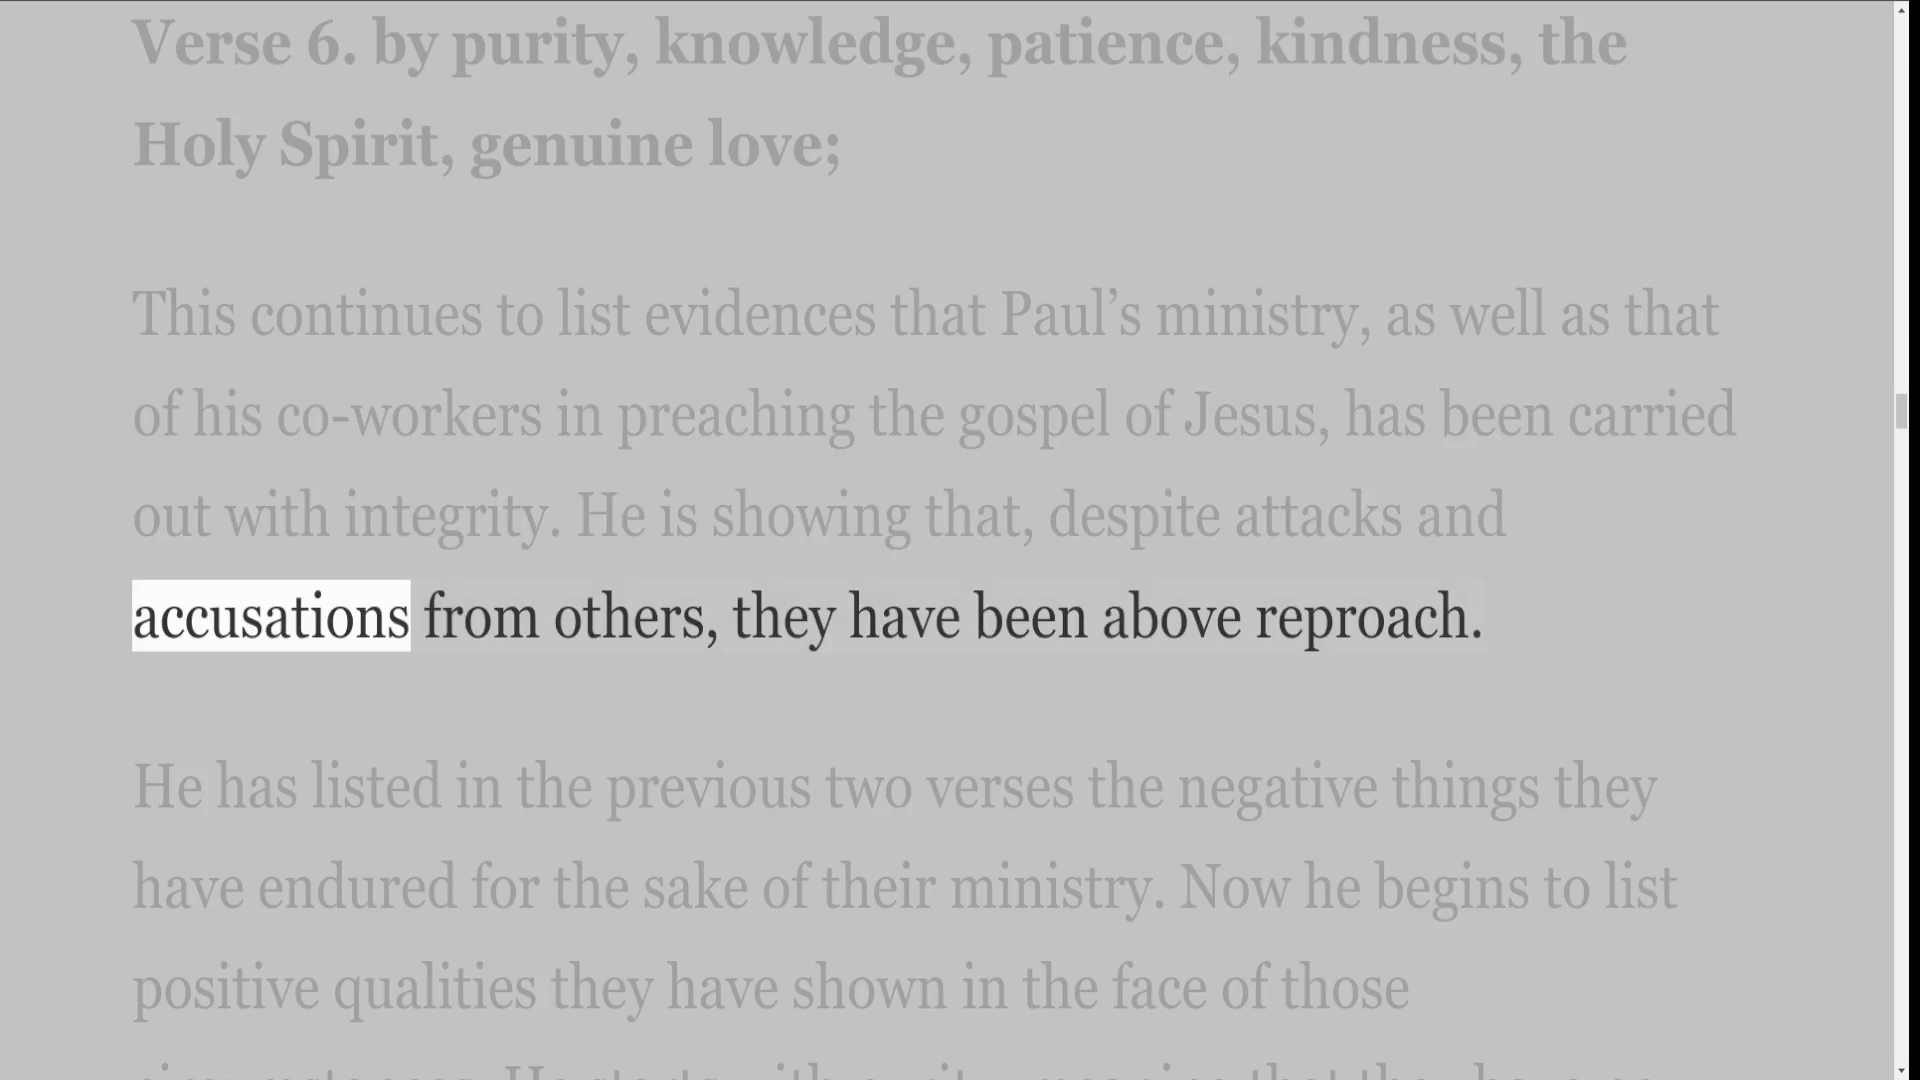 Verse 6. by purity, knowledge, patience, kindness, the
Holy Spirit, genuine love;
This continues to list evidences that Paul’s ministry, as well as that
of his co-workers in preaching the gospel of Jesus, has been carried
out with integrity. He is showing that, despite attacks and
accusations from others, they have been above reproach.
He has listed in the previous two verses the negative things they
have endured for the sake of their ministry. Now he begins to list
positive qualities they have shown in the face of those